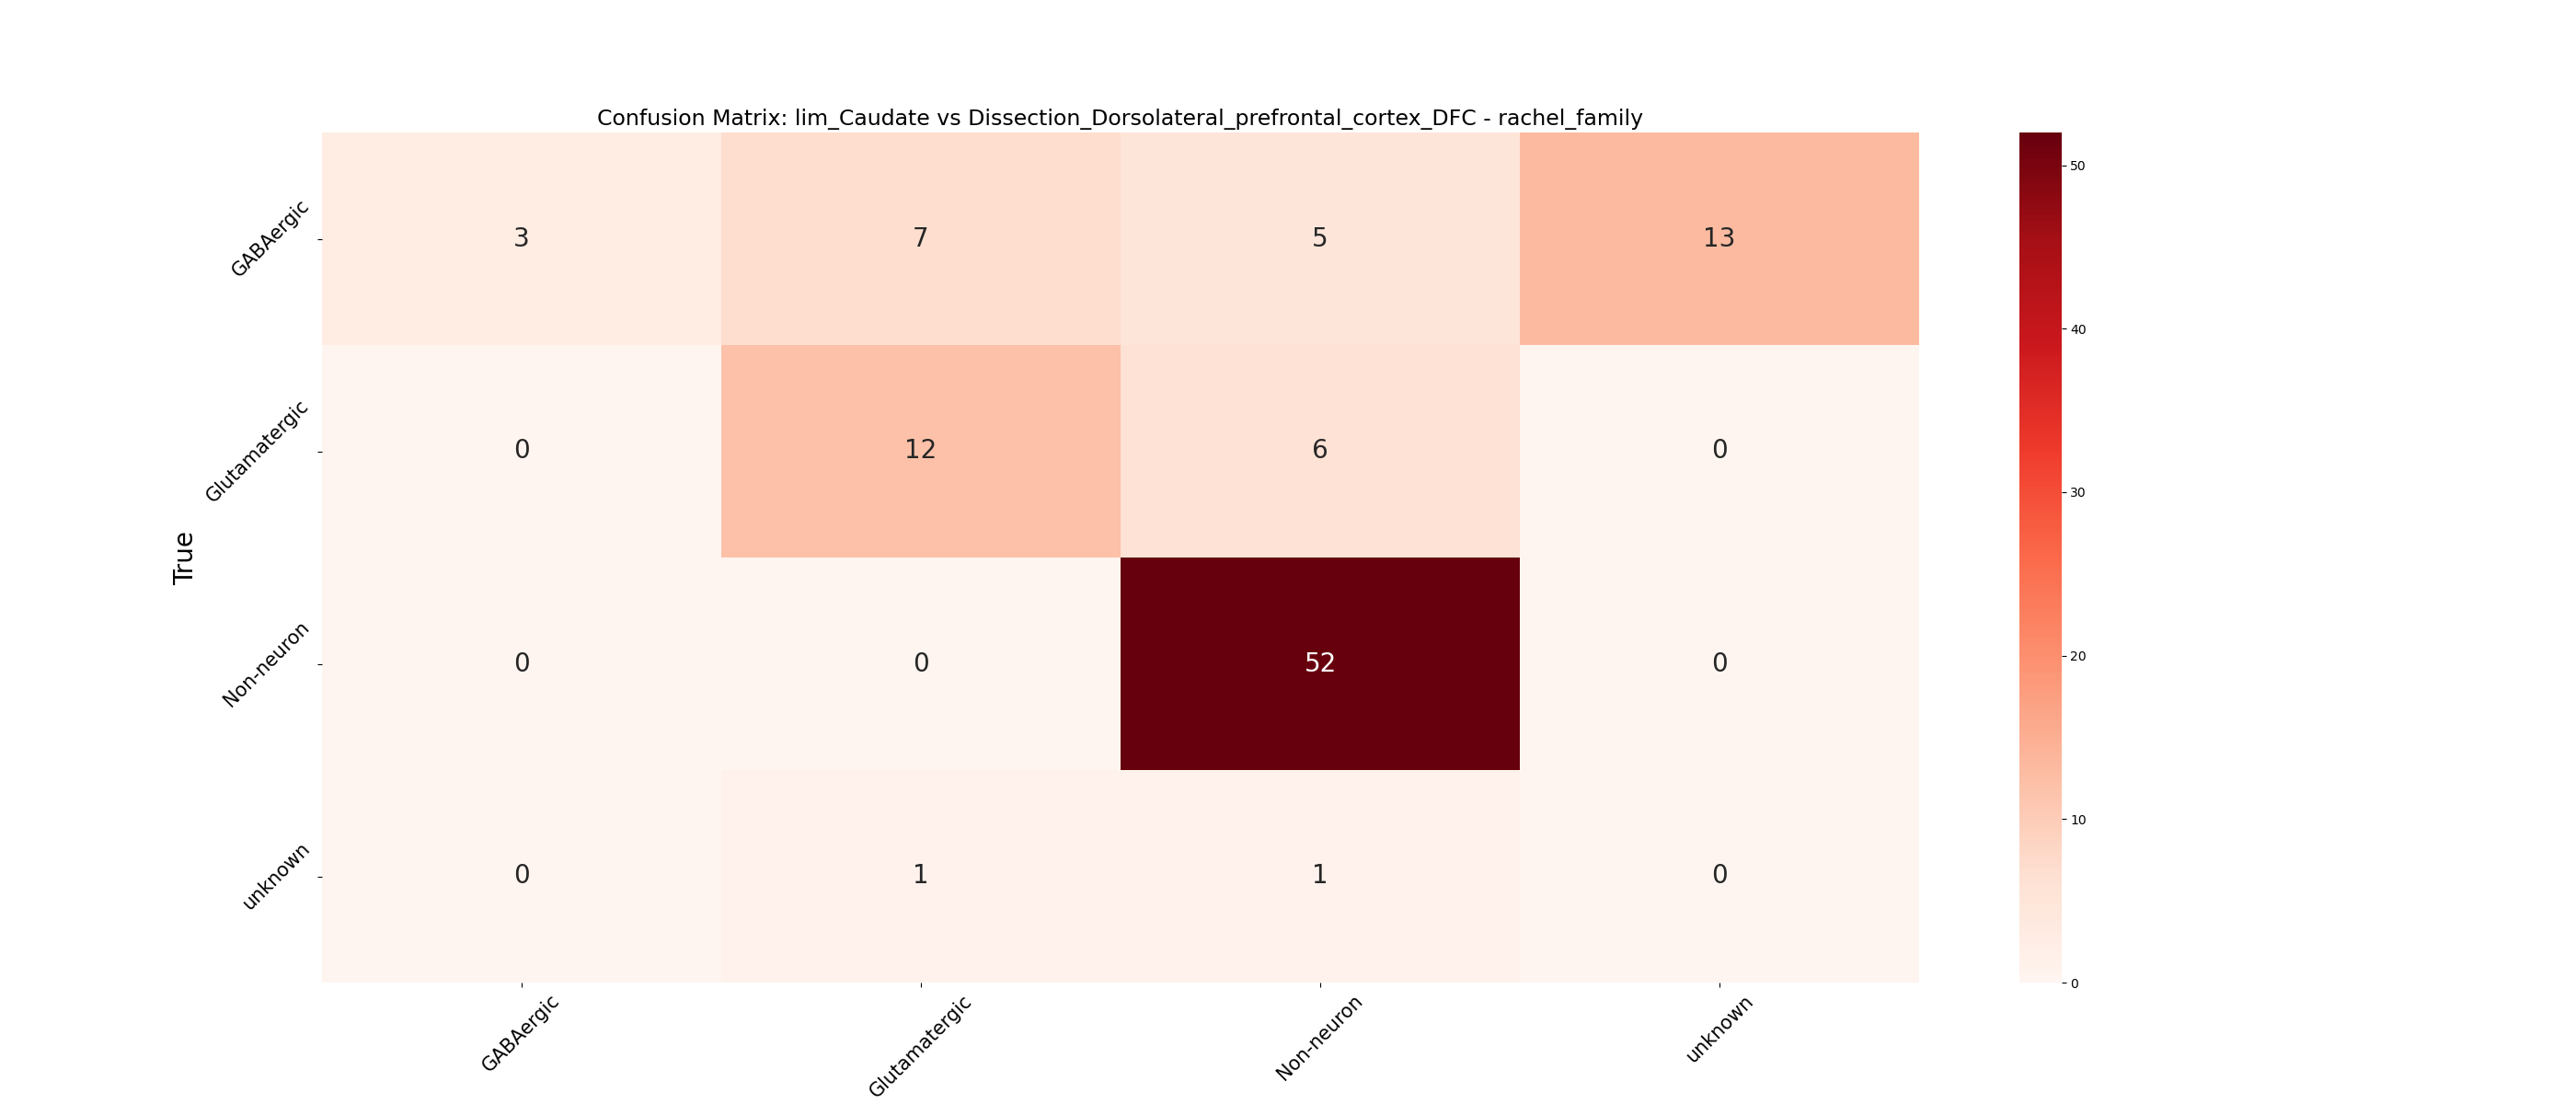 Confusion Matrix: lim_Caudate vs Dissection_Dorsolateral_prefrontal_cortex_DFC - rachel_family
GABAergic 3 7 5 13
Glutamatergic 0 12 6 0
Non-neuron 0 0 52 0
unknown 0 1 1 0
True
GABAergic Glutamatergic Non-neuron unknown
50
40
30
20
10
0